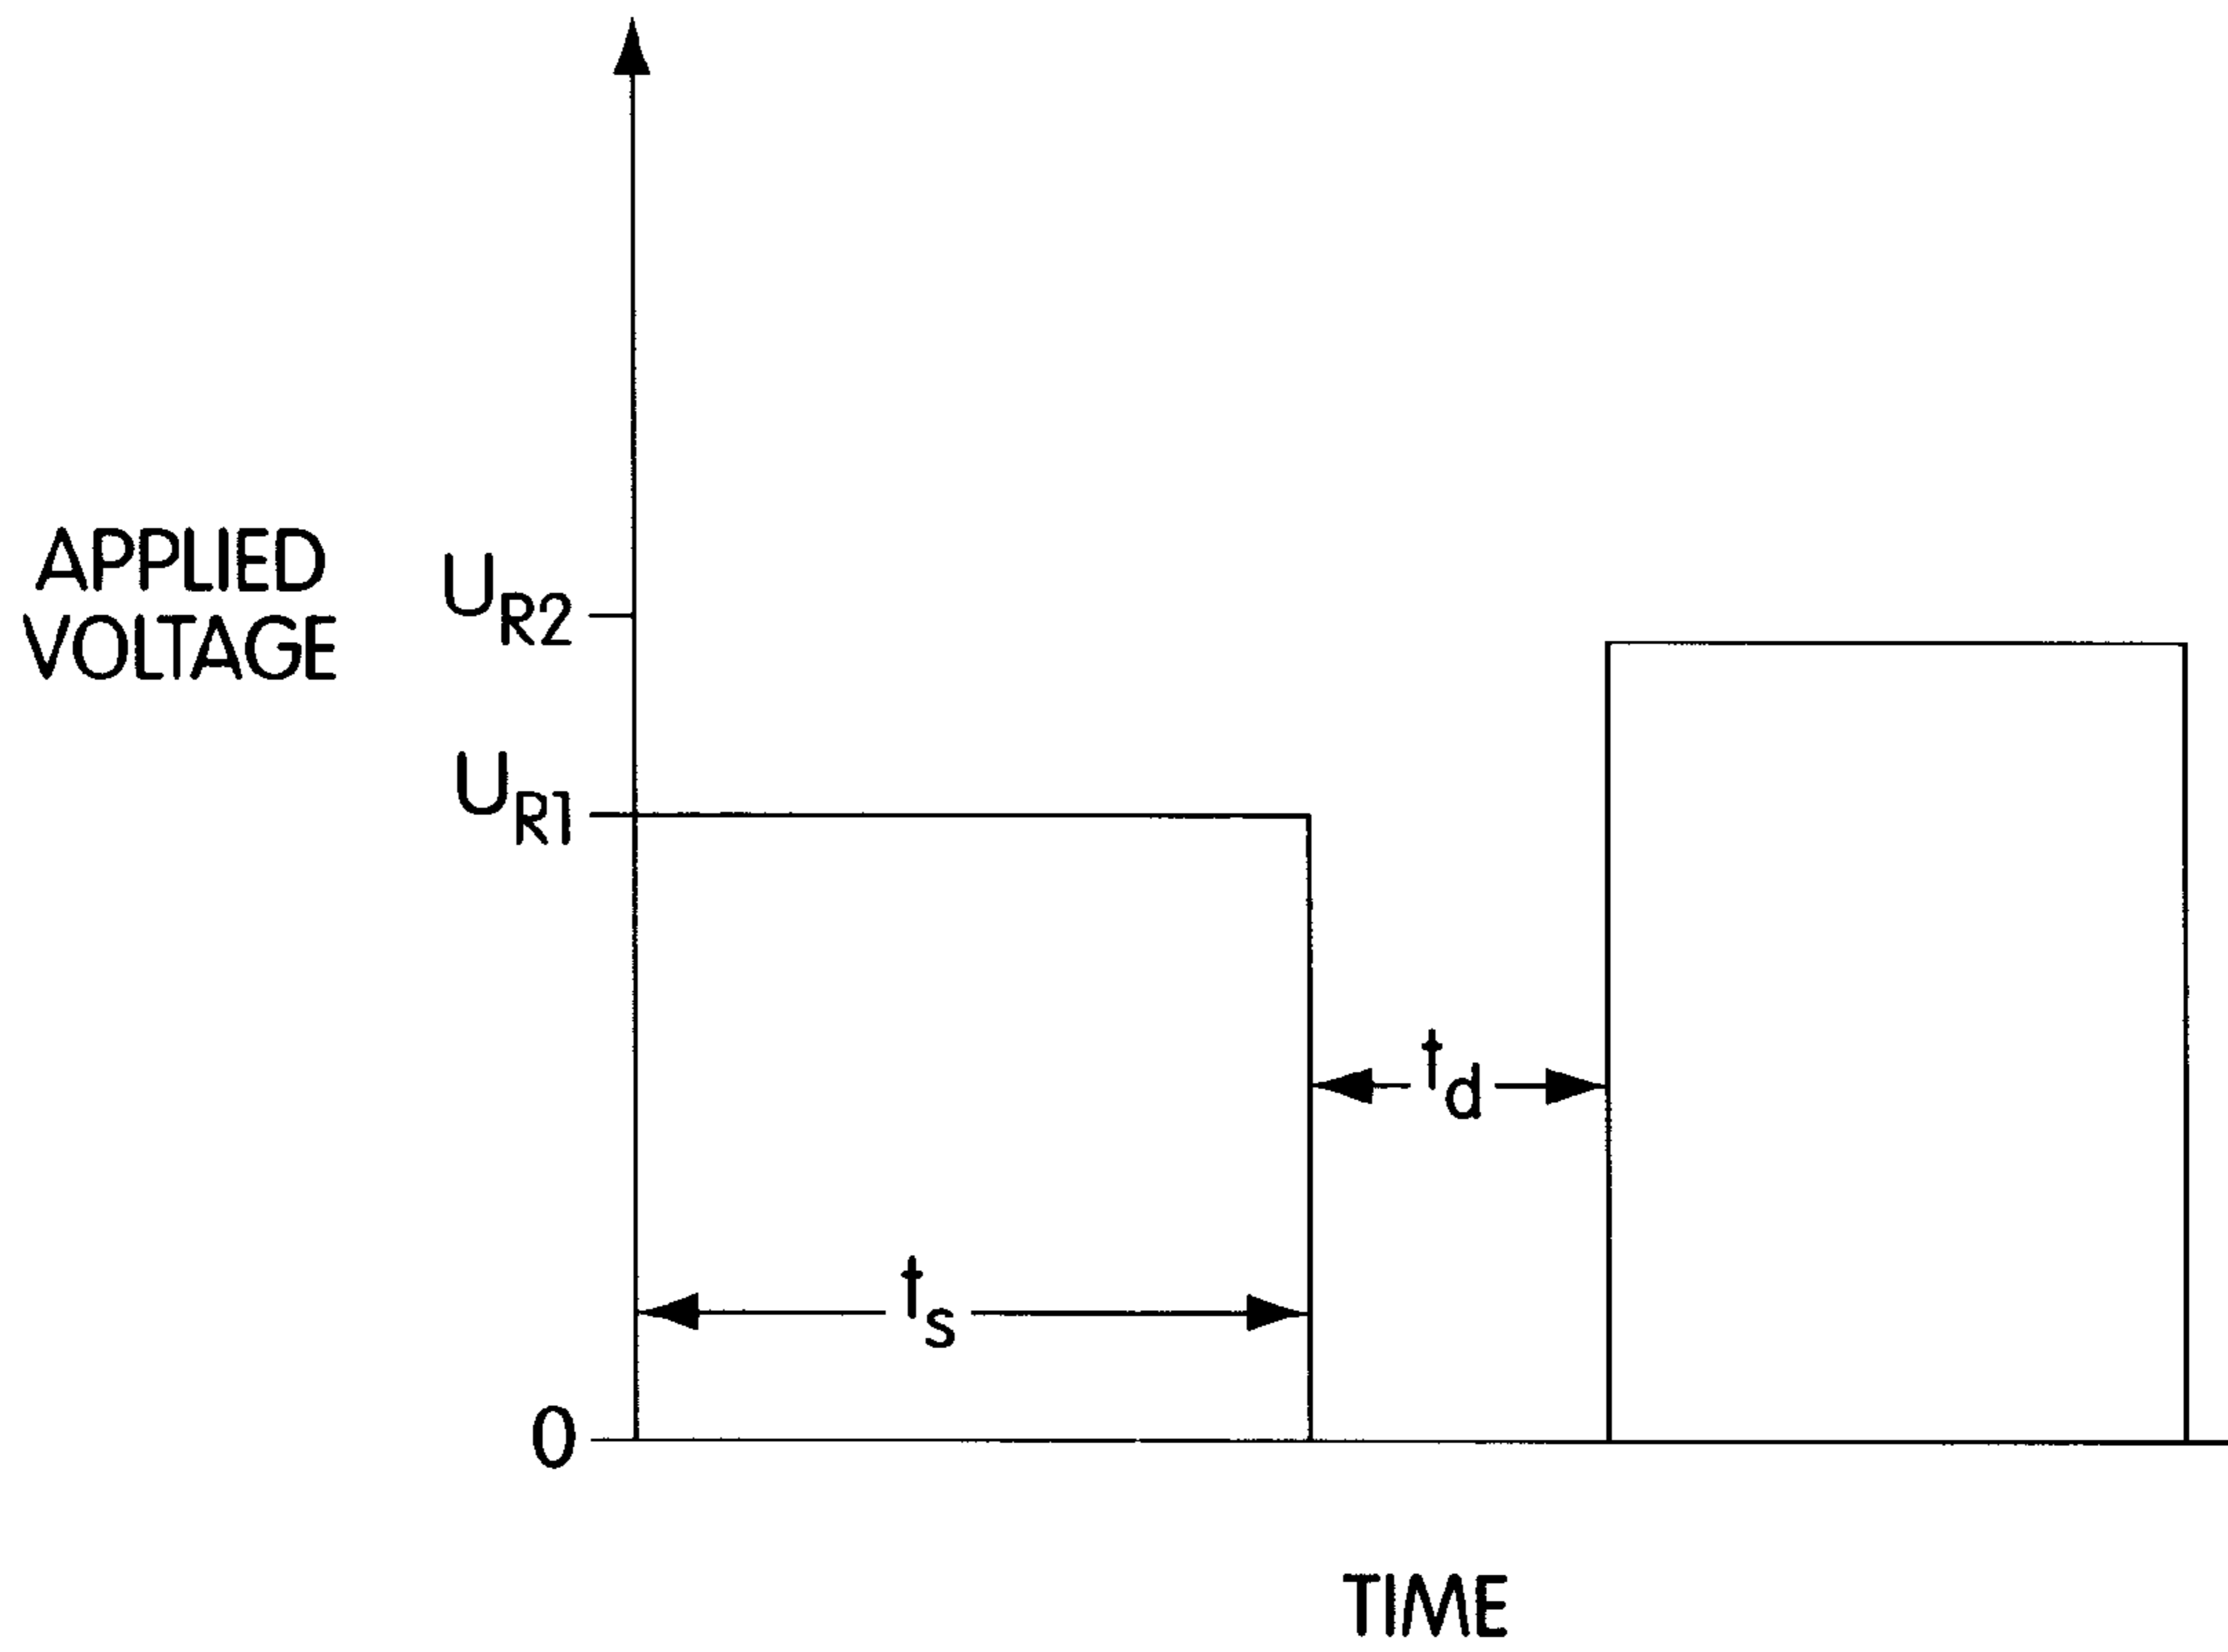 APPLIED
VOLTAGE
U_R2
U_R1
t_d
t_s
0
TIME